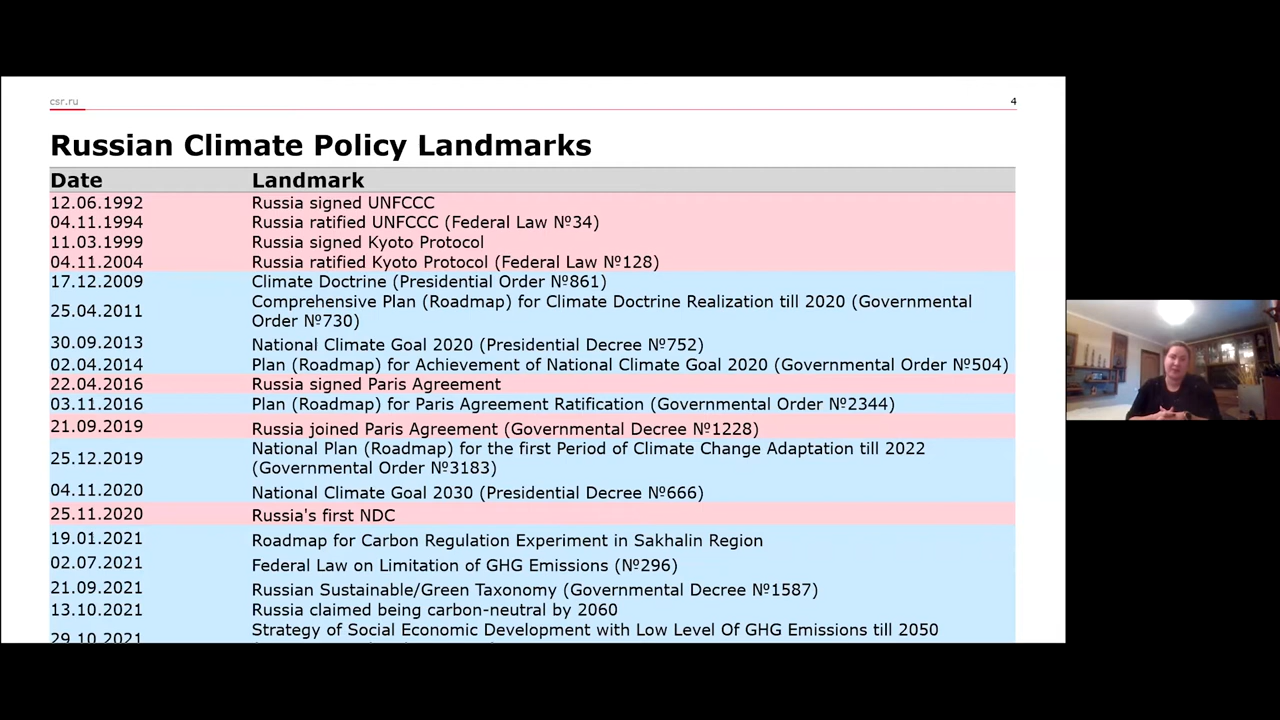 csr.ru
4
Russian Climate Policy Landmarks
Date Landmark
12.06.1992 Russia signed UNFCCC
04.11.1994 Russia ratified UNFCCC (Federal Law №34)
11.03.1999 Russia signed Kyoto Protocol
04.11.2004 Russia ratified Kyoto Protocol (Federal Law №128)
17.12.2009 Climate Doctrine (Presidential Order №861)
25.04.2011 Comprehensive Plan (Roadmap) for Climate Doctrine Realization till 2020 (Governmental
Order №730)
30.09.2013 National Climate Goal 2020 (Presidential Decree №752)
02.04.2014 Plan (Roadmap) for Achievement of National Climate Goal 2020 (Governmental Order №504)
22.04.2016 Russia signed Paris Agreement
03.11.2016 Plan (Roadmap) for Paris Agreement Ratification (Governmental Order №2344)
21.09.2019 Russia joined Paris Agreement (Governmental Decree №1228)
25.12.2019 National Plan (Roadmap) for the first Period of Climate Change Adaptation till 2022
(Governmental Order №3183)
04.11.2020 National Climate Goal 2030 (Presidential Decree №666)
25.11.2020 Russia's first NDC
19.01.2021 Roadmap for Carbon Regulation Experiment in Sakhalin Region
02.07.2021 Federal Law on Limitation of GHG Emissions (№296)
21.09.2021 Russian Sustainable/Green Taxonomy (Governmental Decree №1587)
13.10.2021 Russia claimed being carbon-neutral by 2060
29.10.2021 Strategy of Social Economic Development with Low Level Of GHG Emissions till 2050